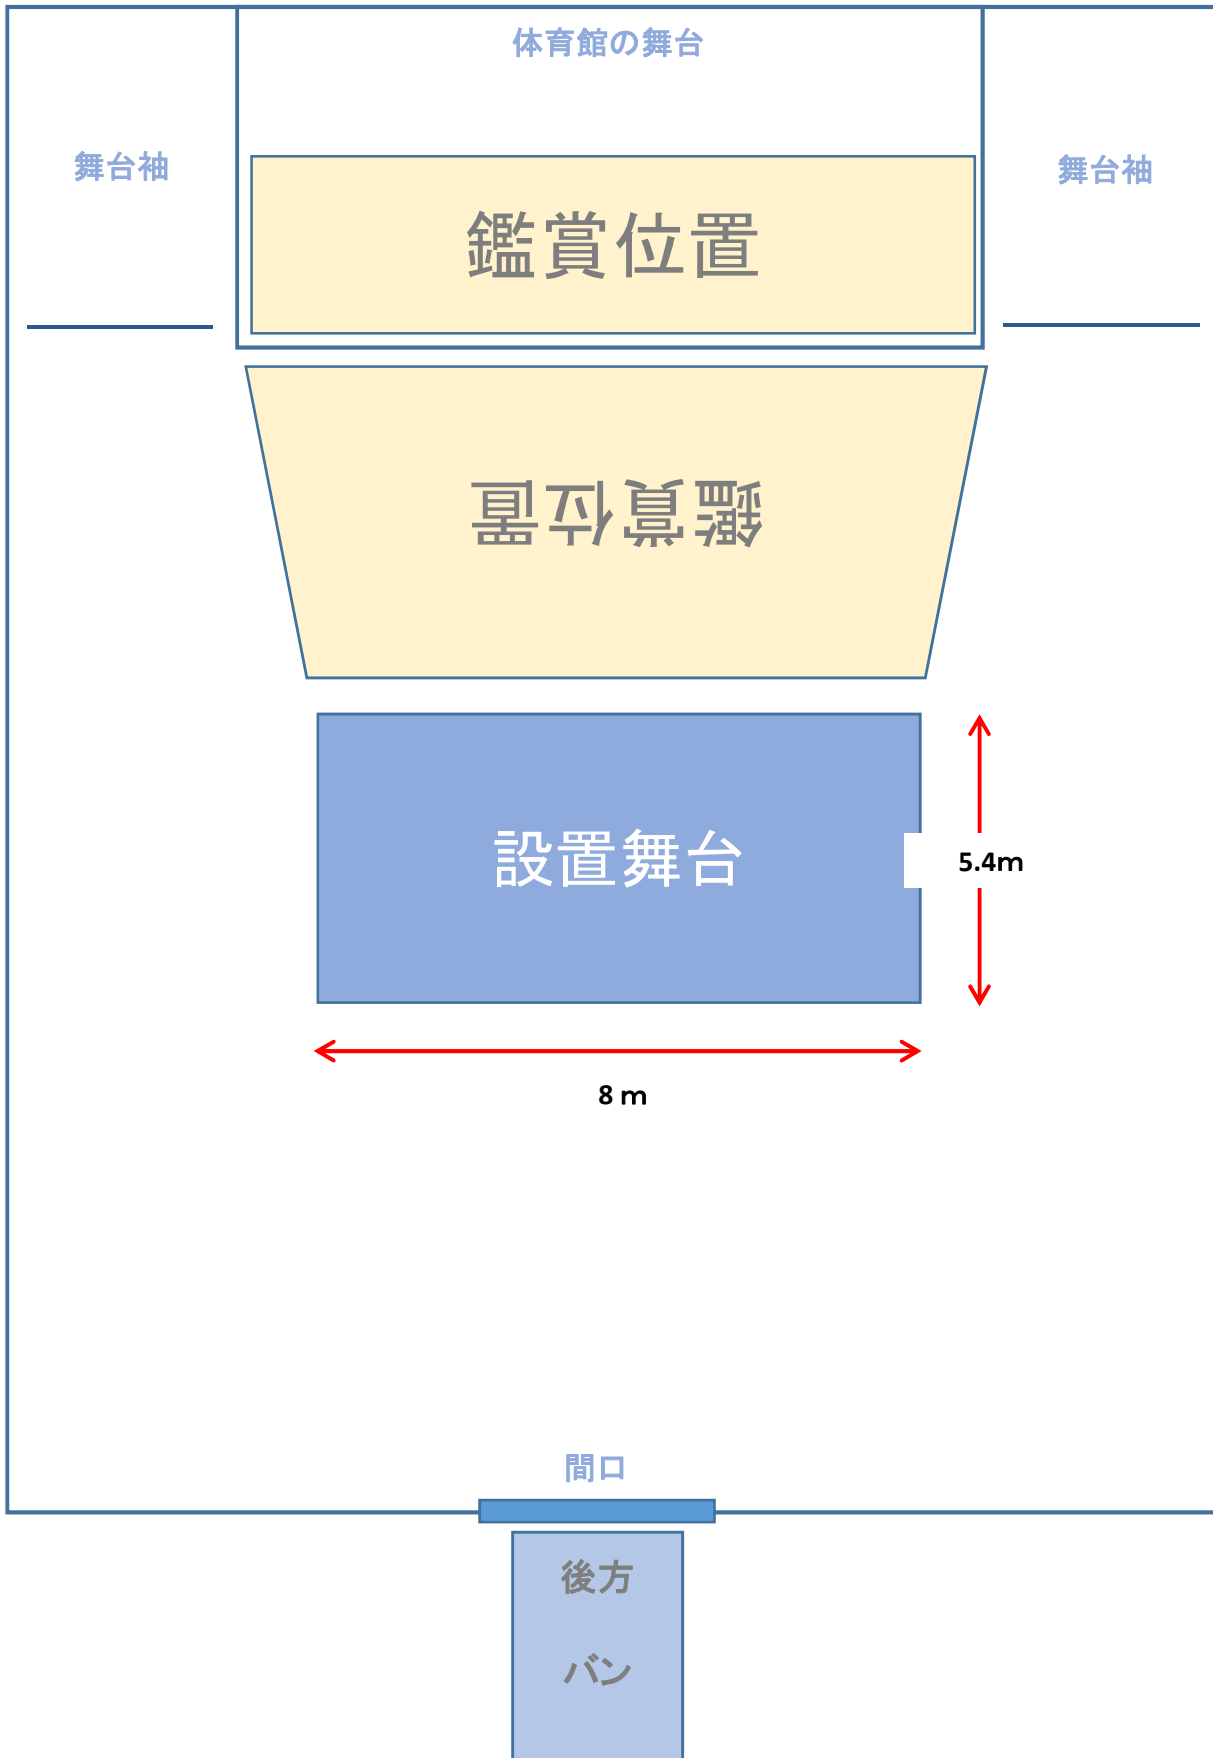 体育館の舞台
舞台袖
舞台袖
鑑賞位置
鑑賞位置
設置舞台
5.4m
8 m
間口
後方
バン